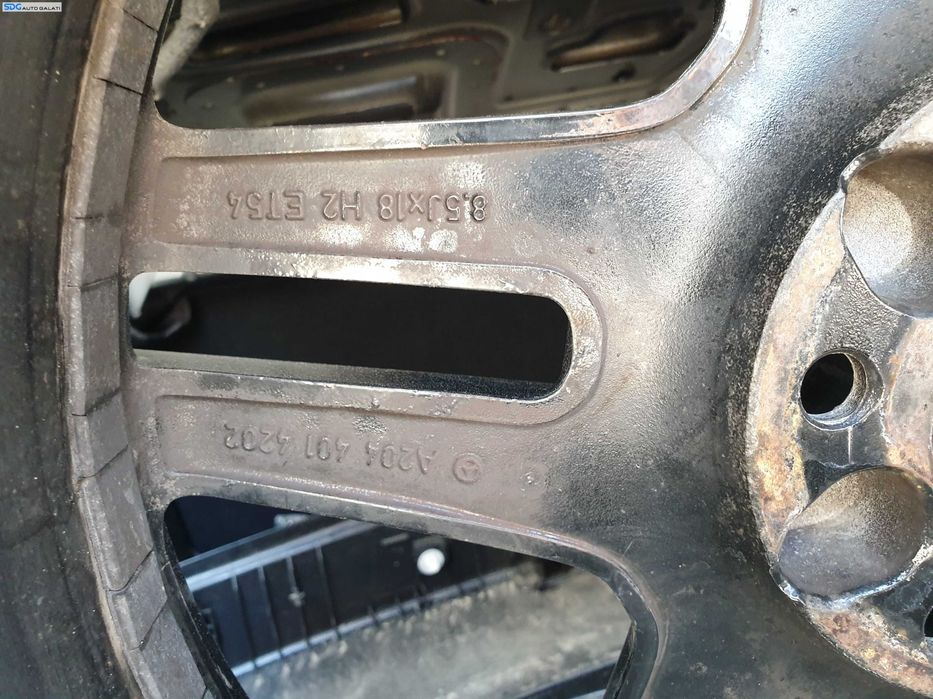 SDG AUTO GALATI
8.5Jx18 H2 ET54
A204 401 4202